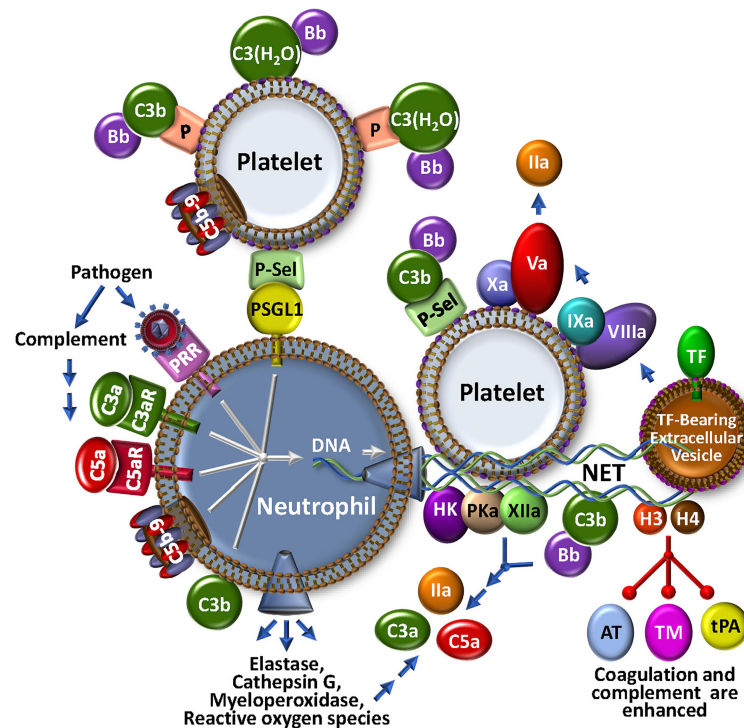 C3(H₂O)
Bb
C3b
Bb
P
Platelet
P
C3(H₂O)
Bb
C5b-9
P-Sel
PSGL1
Pathogen
Complement
PRR
C3a
C3aR
C5a
C5aR
C5b-9
C3b
DNA
Neutrophil
IIa
Va
Xa
IXa
VIIIa
Bb
C3b
P-Sel
Platelet
TF
TF-Bearing
Extracellular
Vesicle
NET
HK
PKa
XIIa
C3b
Bb
H3
H4
IIa
C3a
C5a
Elastase,
Cathepsin G,
Myeloperoxidase,
Reactive oxygen species
AT
TM
tPA
Coagulation and
complement are
enhanced